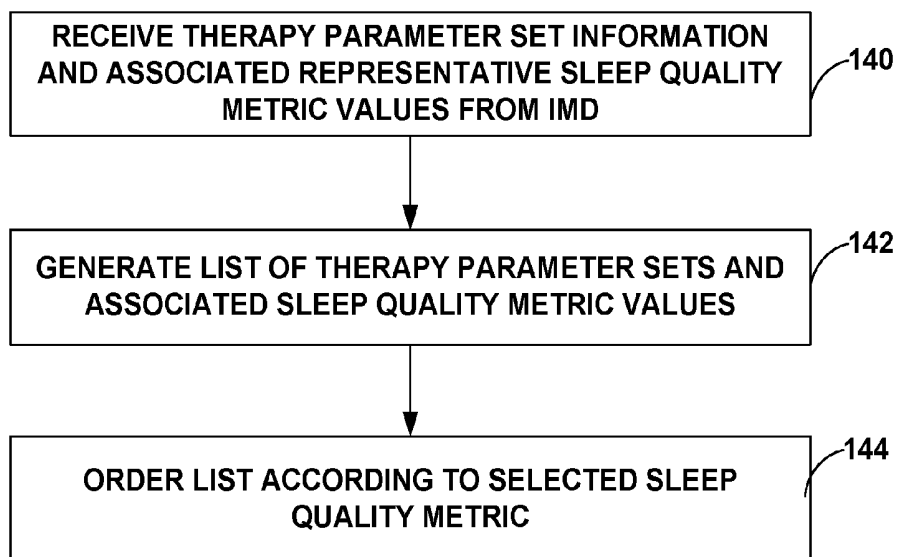 RECEIVE THERAPY PARAMETER SET INFORMATION
AND ASSOCIATED REPRESENTATIVE SLEEP QUALITY
METRIC VALUES FROM IMD
140
GENERATE LIST OF THERAPY PARAMETER SETS AND
ASSOCIATED SLEEP QUALITY METRIC VALUES
142
ORDER LIST ACCORDING TO SELECTED SLEEP
QUALITY METRIC
144